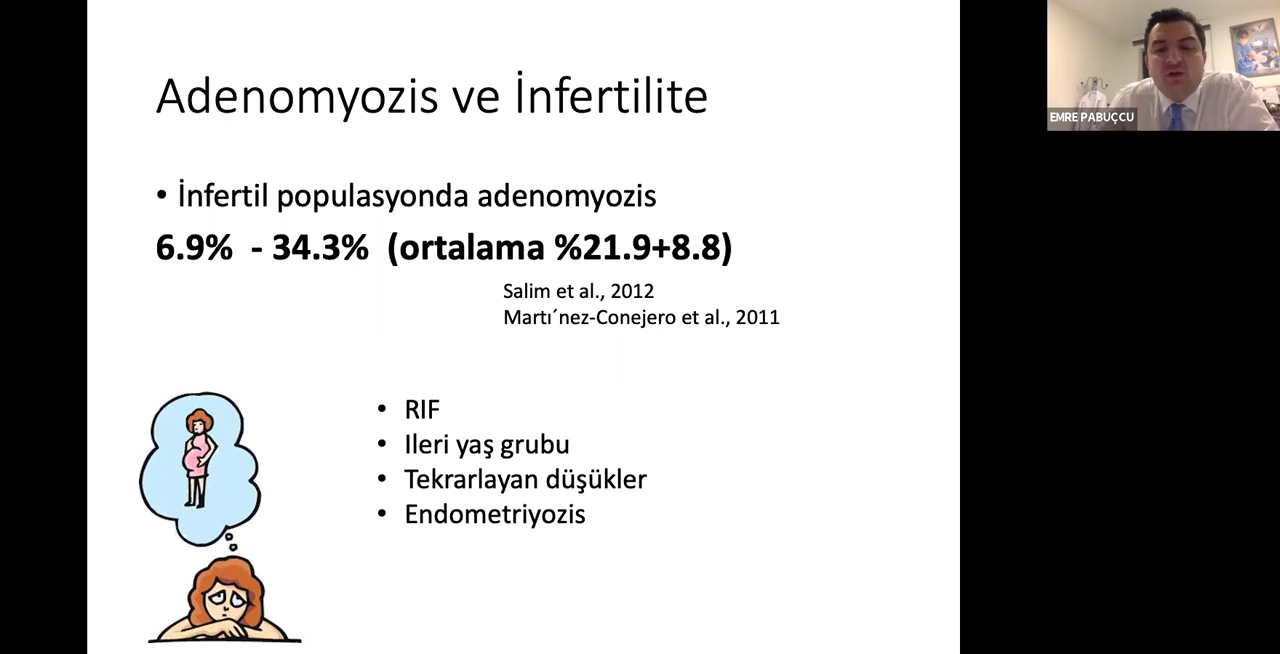 Adenomyozis ve İnfertilite
• İnfertil populasyonda adenomyozis
6.9% - 34.3% (ortalama %21.9+8.8)
Salim et al., 2012
Martı´nez-Conejero et al., 2011
• RIF
• Ileri yaş grubu
• Tekrarlayan düşükler
• Endometriyozis
EMRE PABUÇCU